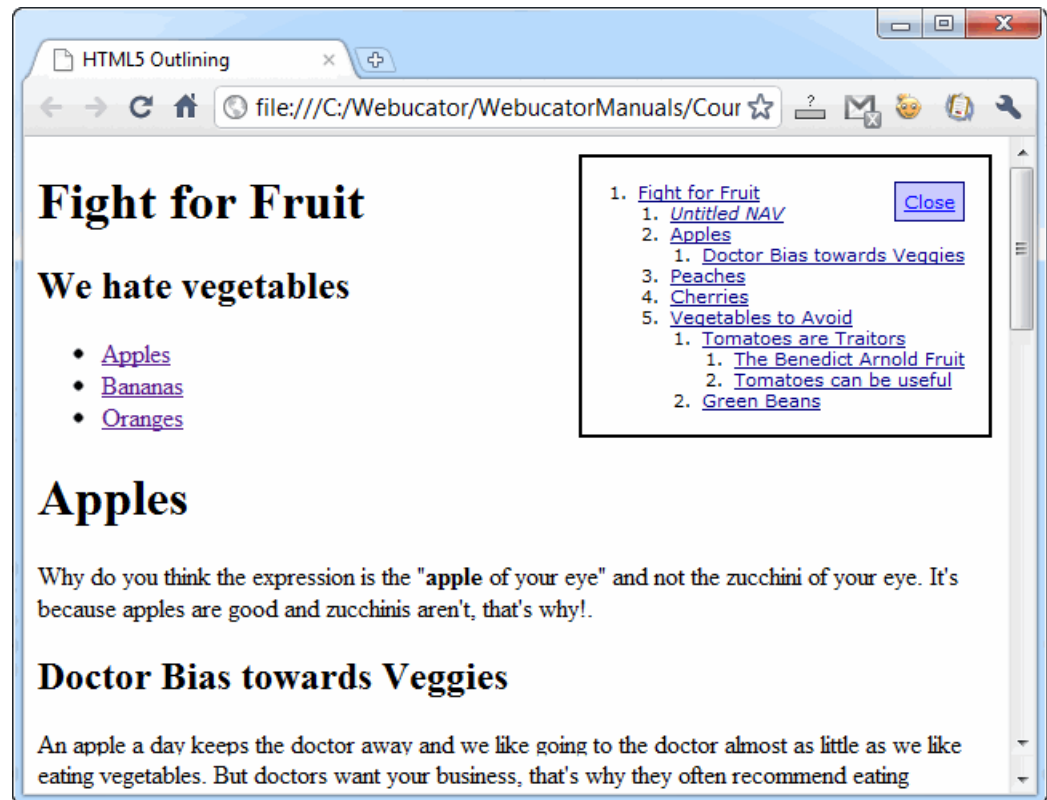 HTML5 Outlining
file:///C:/Webucator/WebucatorManuals/Cour
?
X
Fight for Fruit
We hate vegetables
• Apples
• Bananas
• Oranges
1. Fight for Fruit
1. Untitled NAV
2. Apples
1. Doctor Bias towards Veggies
3. Peaches
4. Cherries
5. Vegetables to Avoid
1. Tomatoes are Traitors
1. The Benedict Arnold Fruit
2. Tomatoes can be useful
2. Green Beans
Close
Apples
Why do you think the expression is the "apple of your eye" and not the zucchini of your eye. It's
because apples are good and zucchinis aren't, that's why!.
Doctor Bias towards Veggies
An apple a day keeps the doctor away and we like going to the doctor almost as little as we like
eating vegetables. But doctors want your business, that's why they often recommend eating